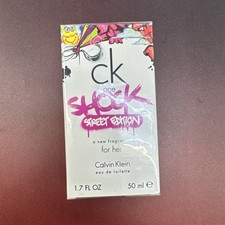 ck
one
SHOCK
STREET EDITION
a new fragrance
for her
Calvin Klein
eau de toilette
1.7 FL OZ 50 ml e